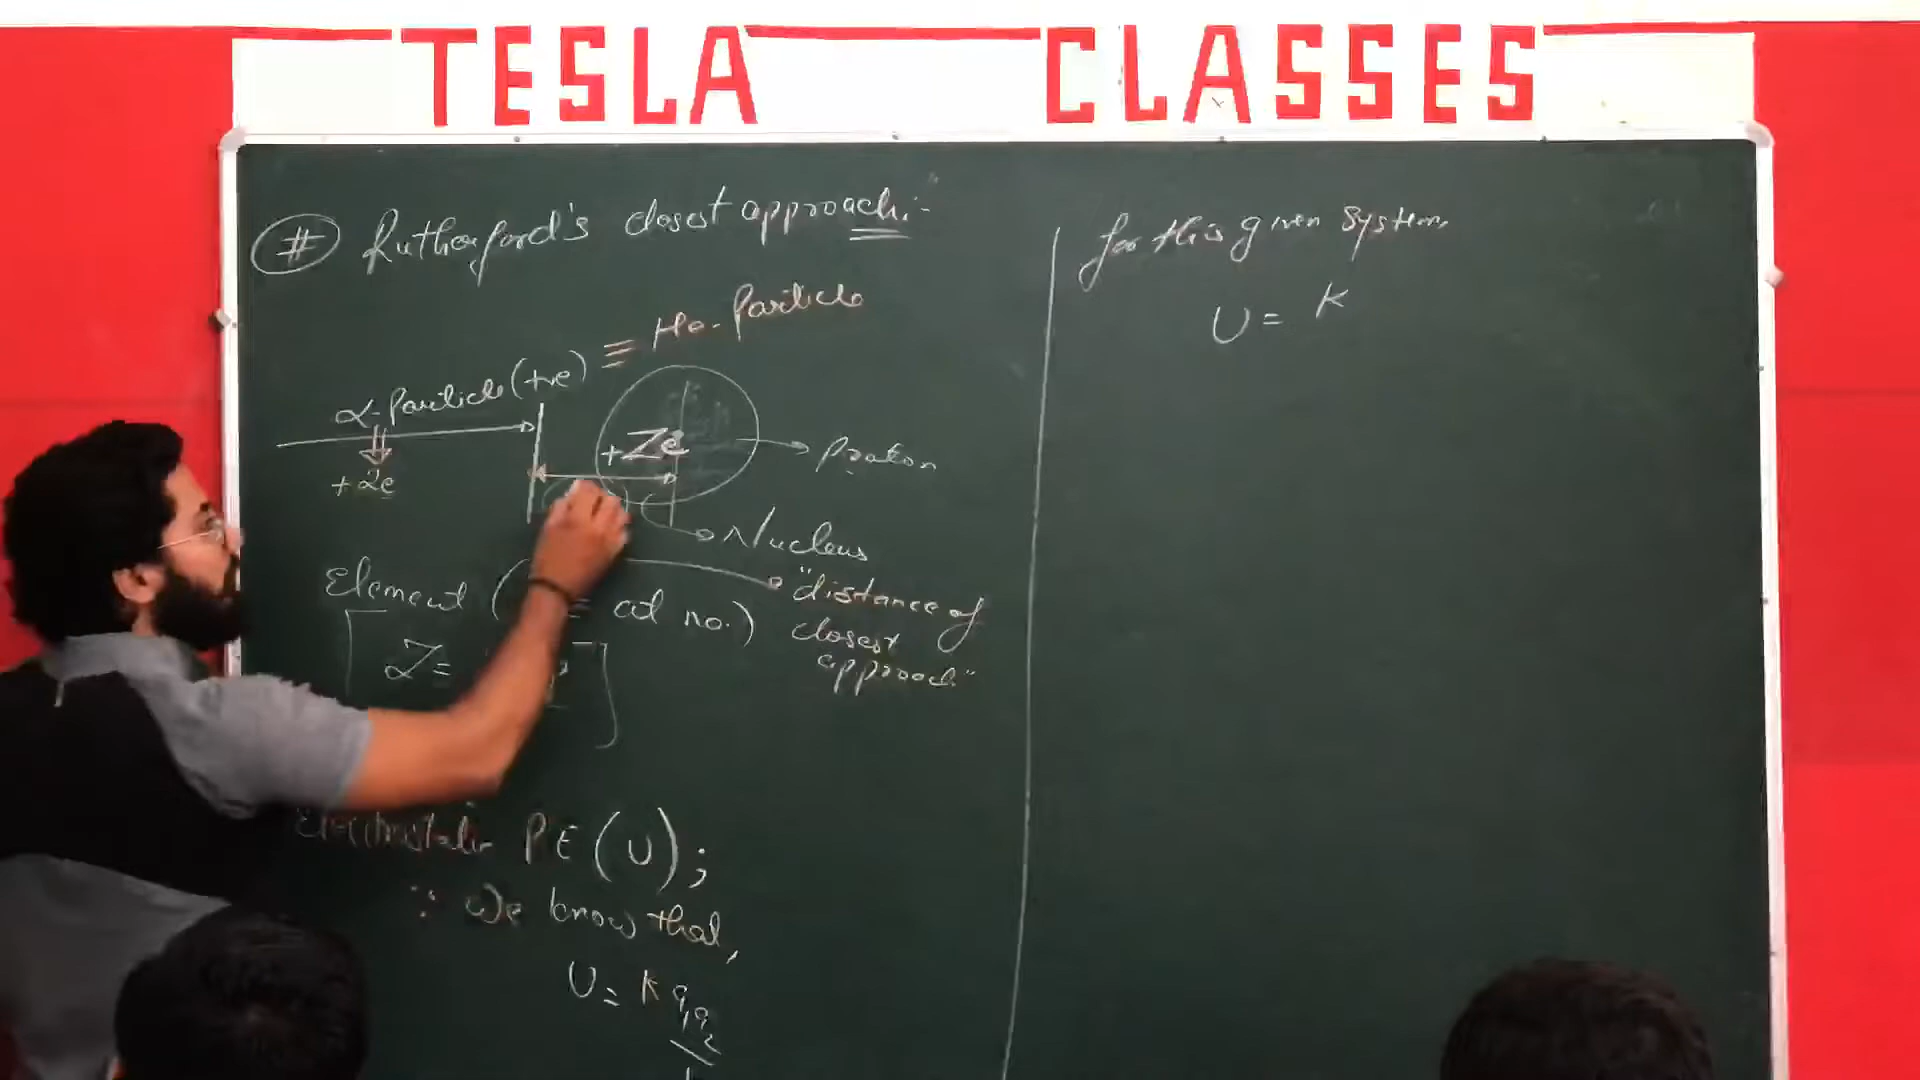 TESLA CLASSES
# Rutherford's closest approach:-
α-Particle (+ve) ≡ He-Particle
+2e
+Ze
Proton
Nucleus
"distance of
closest
approach"
Element ( = at no.)
Z =
Electrostatic PE (U);
∵ We know that,
U = K q1q2
for this given system,
U = K